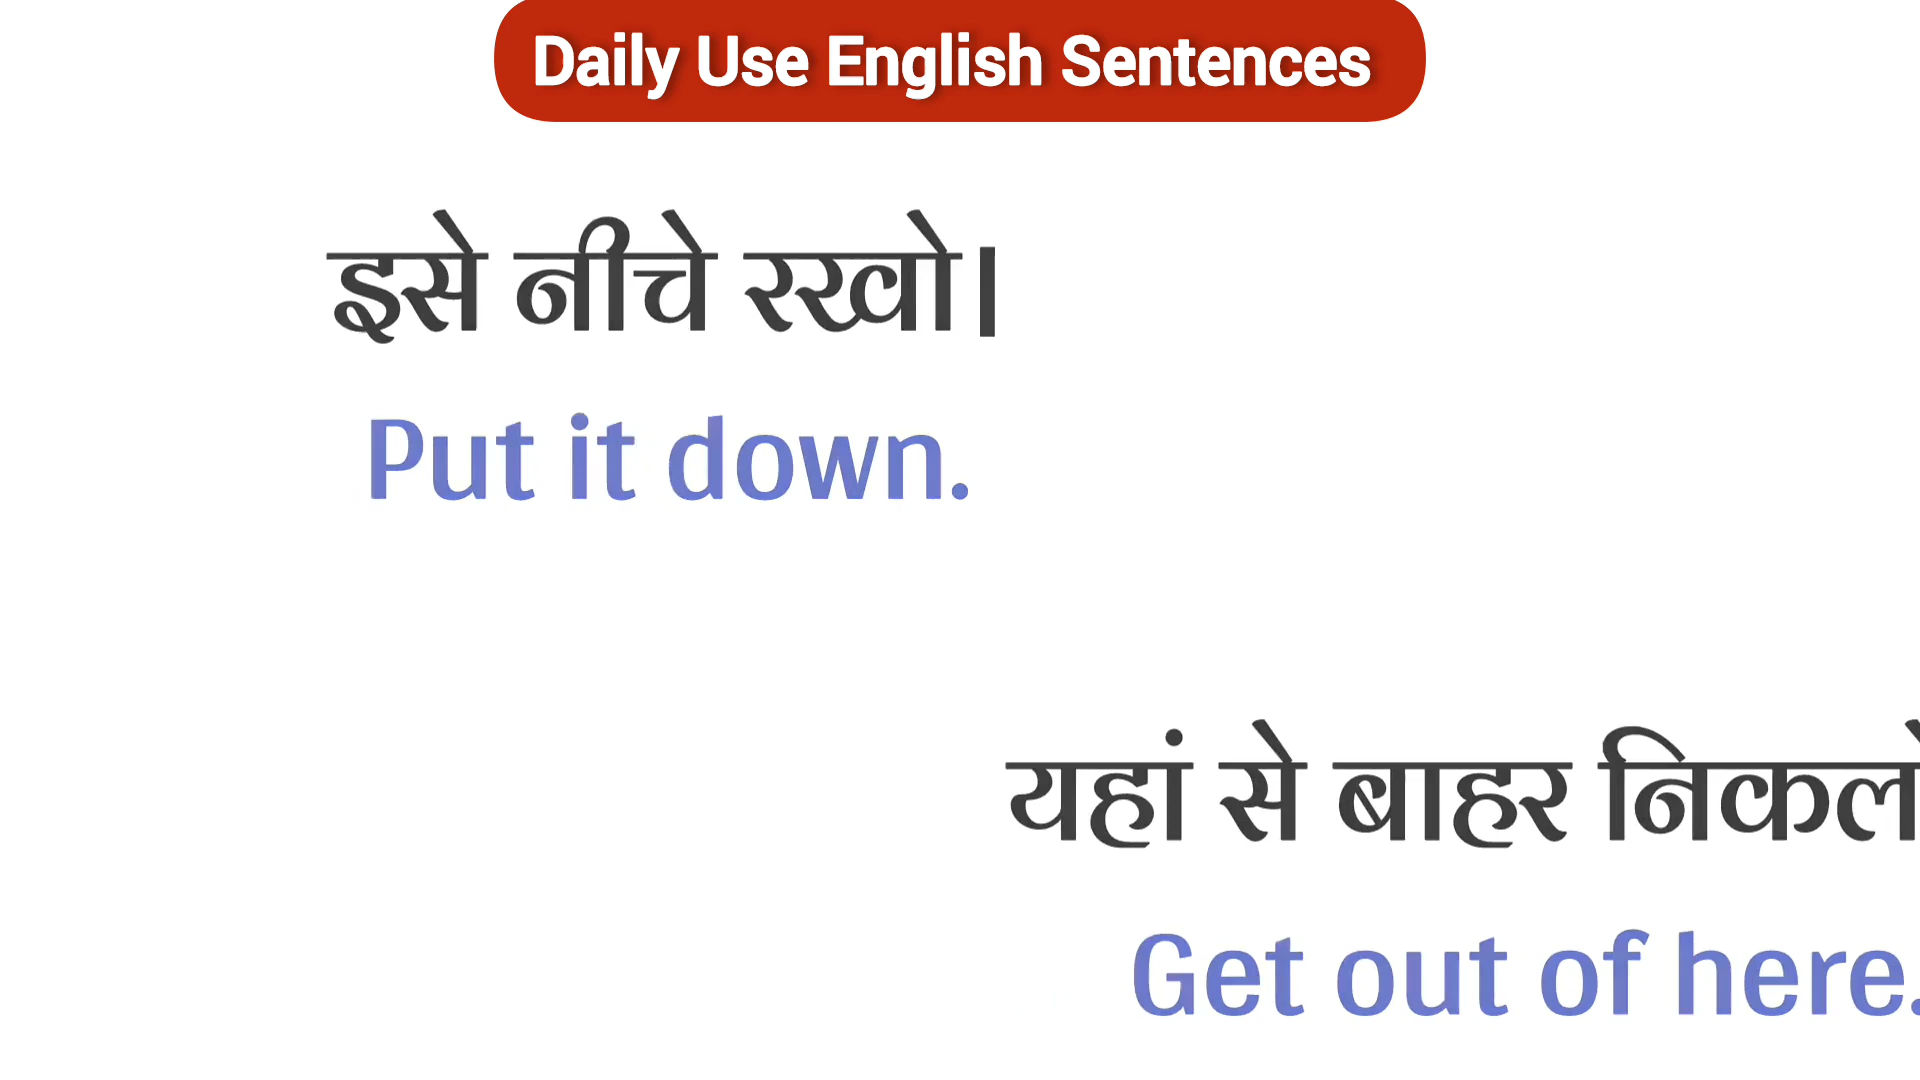 Daily Use English Sentences
इसे नीचे रखो।
Put it down.
यहां से बाहर निकलो
Get out of here.